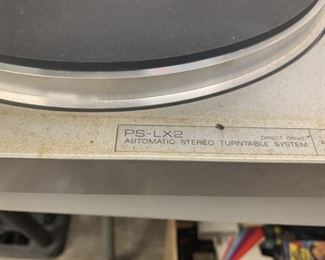 PS-LX2
DIRECT DRIVE
AUTOMATIC STEREO TURNTABLE SYSTEM